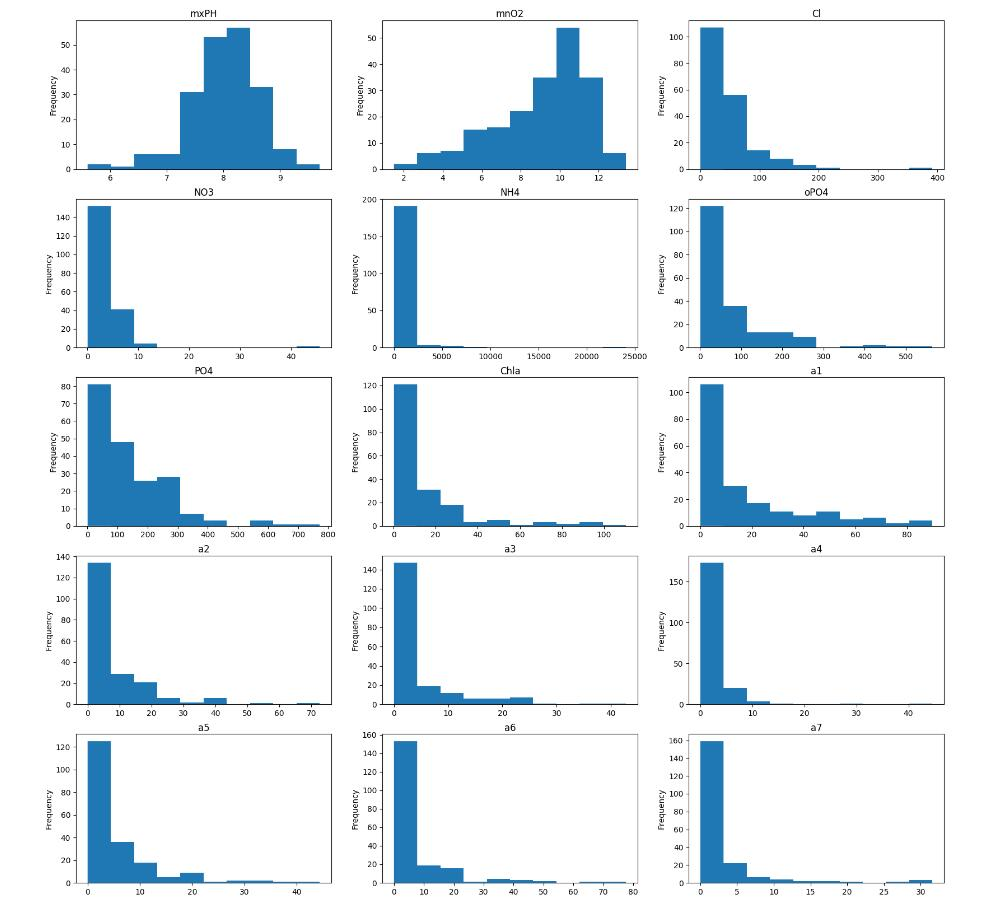 mxPH
mnO2
Cl
Frequency
0 10 20 30 40 50
6 7 8 9
Frequency
0 10 20 30 40 50
2 4 6 8 10 12
Frequency
0 20 40 60 80 100
0 100 200 300 400
NO3
NH4
oPO4
Frequency
0 20 40 60 80 100 120 140
0 10 20 30 40
Frequency
0 50 100 150 200
0 5000 10000 15000 20000 25000
Frequency
0 20 40 60 80 100 120
0 100 200 300 400 500
PO4
Chla
a1
Frequency
0 10 20 30 40 50 60 70 80
0 100 200 300 400 500 600 700 800
Frequency
0 20 40 60 80 100 120
0 20 40 60 80 100
Frequency
0 20 40 60 80 100
0 20 40 60 80
a2
a3
a4
Frequency
0 20 40 60 80 100 120 140
0 10 20 30 40 50 60 70
Frequency
0 20 40 60 80 100 120 140
0 10 20 30 40
Frequency
0 50 100 150
0 10 20 30 40
a5
a6
a7
Frequency
0 20 40 60 80 100 120
0 10 20 30 40
Frequency
0 20 40 60 80 100 120 140 160
0 10 20 30 40 50 60 70 80
Frequency
0 20 40 60 80 100 120 140 160
0 5 10 15 20 25 30